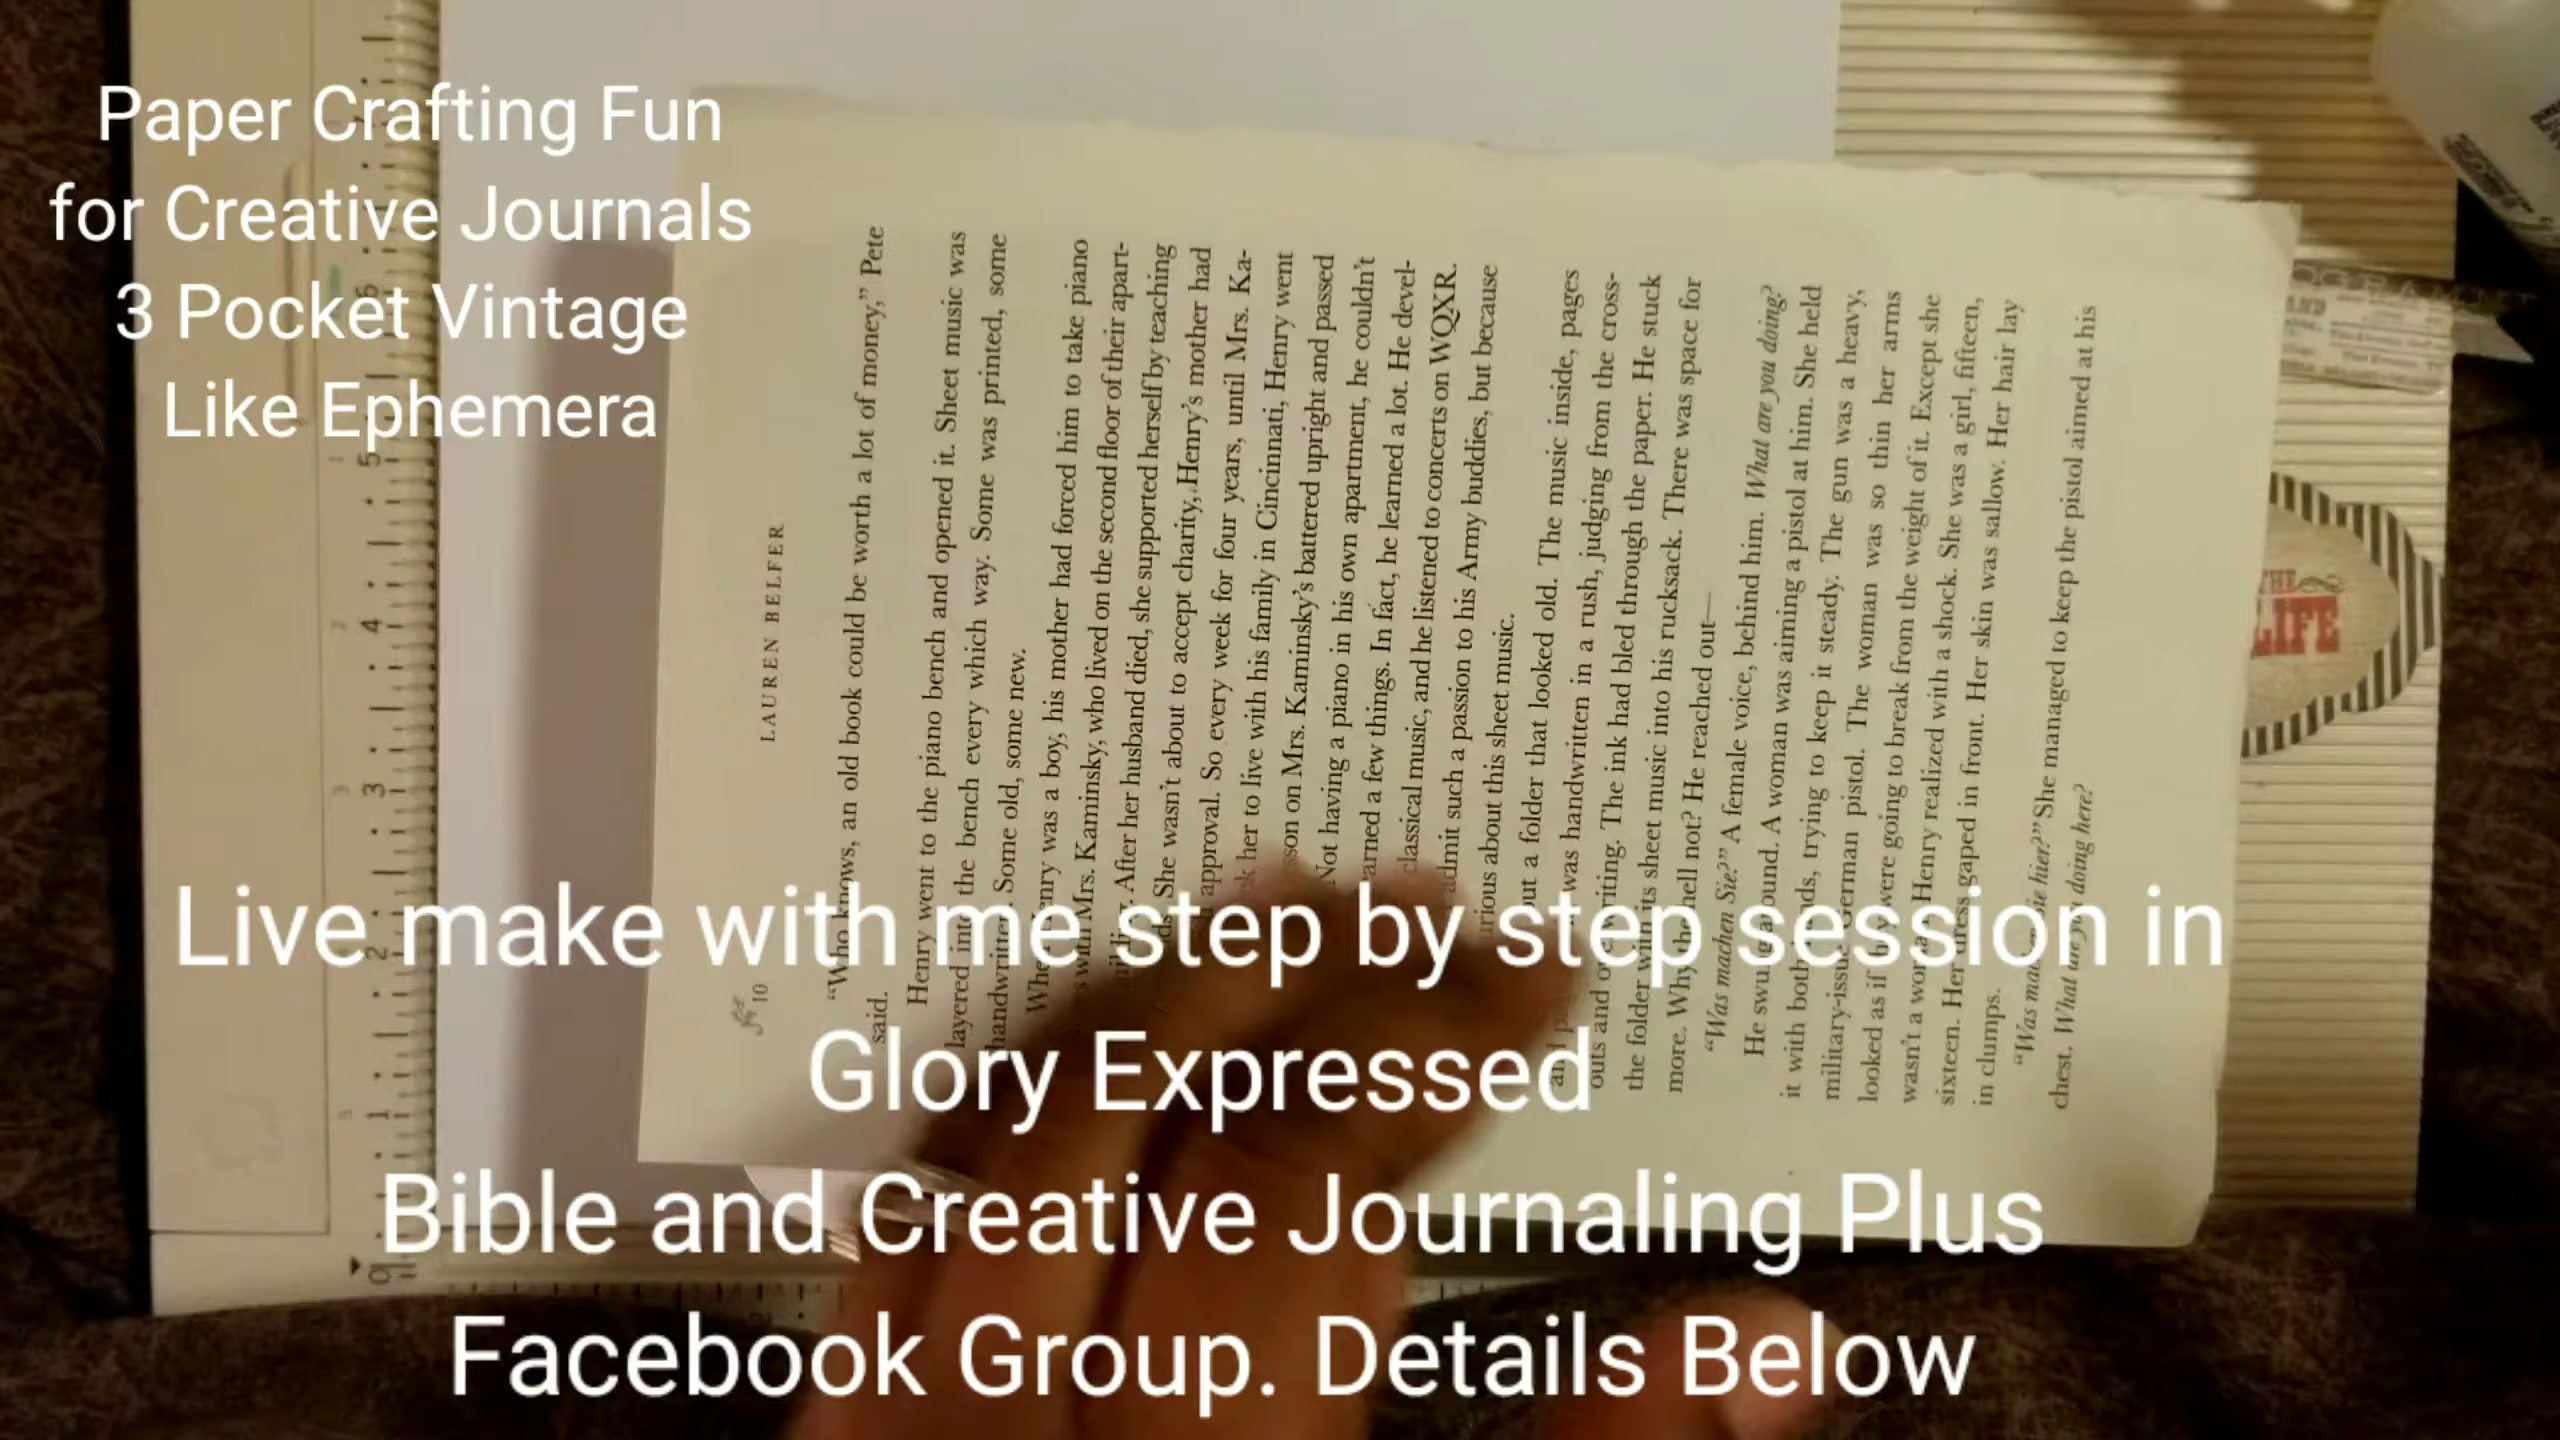 Paper Crafting Fun
for Creative Journals
3 Pocket Vintage
Like Ephemera
Live make with me step by step session in
Glory Expressed
Bible and Creative Journaling Plus
Facebook Group. Details Below
10
LAUREN BELFER
“Who knows, an old book could be worth a lot of money,” Pete
said.
Henry went to the piano bench and opened it. Sheet music was
layered into the bench every which way. Some was printed, some
handwritten. Some old, some new.
When Henry was a boy, his mother had forced him to take piano
with Mrs. Kaminsky, who lived on the second floor of their apart-
After her husband died, she supported herself by teaching
She wasn’t about to accept charity, Henry’s mother had
approval. So every week for four years, until Mrs. Ka-
her to live with his family in Cincinnati, Henry went
on Mrs. Kaminsky’s battered upright and passed
Not having a piano in his own apartment, he couldn’t
a few things. In fact, he learned a lot. He devel-
classical music, and he listened to concerts on WQXR.
admit such a passion to his Army buddies, but because
about this sheet music.
out a folder that looked old. The music inside, pages
was handwritten in a rush, judging from the cross-
outs and writing. The ink had bled through the paper. He stuck
the folder with its sheet music into his rucksack. There was space for
more. Why the hell not? He reached out—
“Was machen Sie?” A female voice, behind him. What are you doing?
He swung around. A woman was aiming a pistol at him. She held
it with both hands, trying to keep it steady. The gun was a heavy,
military-issue German pistol. The woman was so thin her arms
looked as if they were going to break from the weight of it. Except she
wasn’t a woman, Henry realized with a shock. She was a girl, fifteen,
sixteen. Her dress gaped in front. Her skin was sallow. Her hair lay
in clumps.
“Was machen Sie hier?” She managed to keep the pistol aimed at his
chest. What are you doing here?
THE
LIFE
AND
0
1
2
3
4
5
6